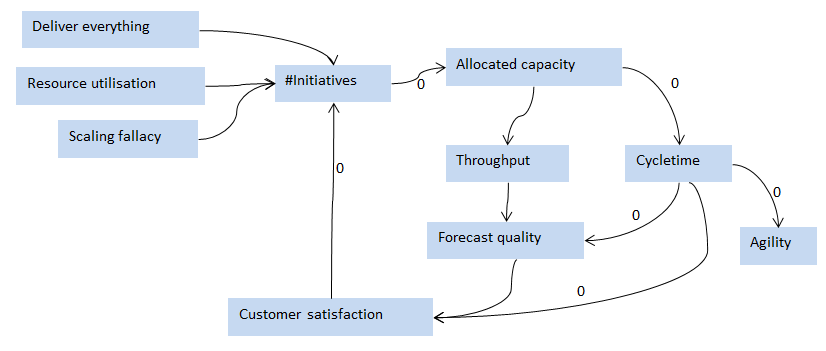 Deliver everything
Resource utilisation
#Initiatives
Scaling fallacy
0
Allocated capacity
0
Throughput
Cycletime
0
0
0
Forecast quality
Agility
0
Customer satisfaction